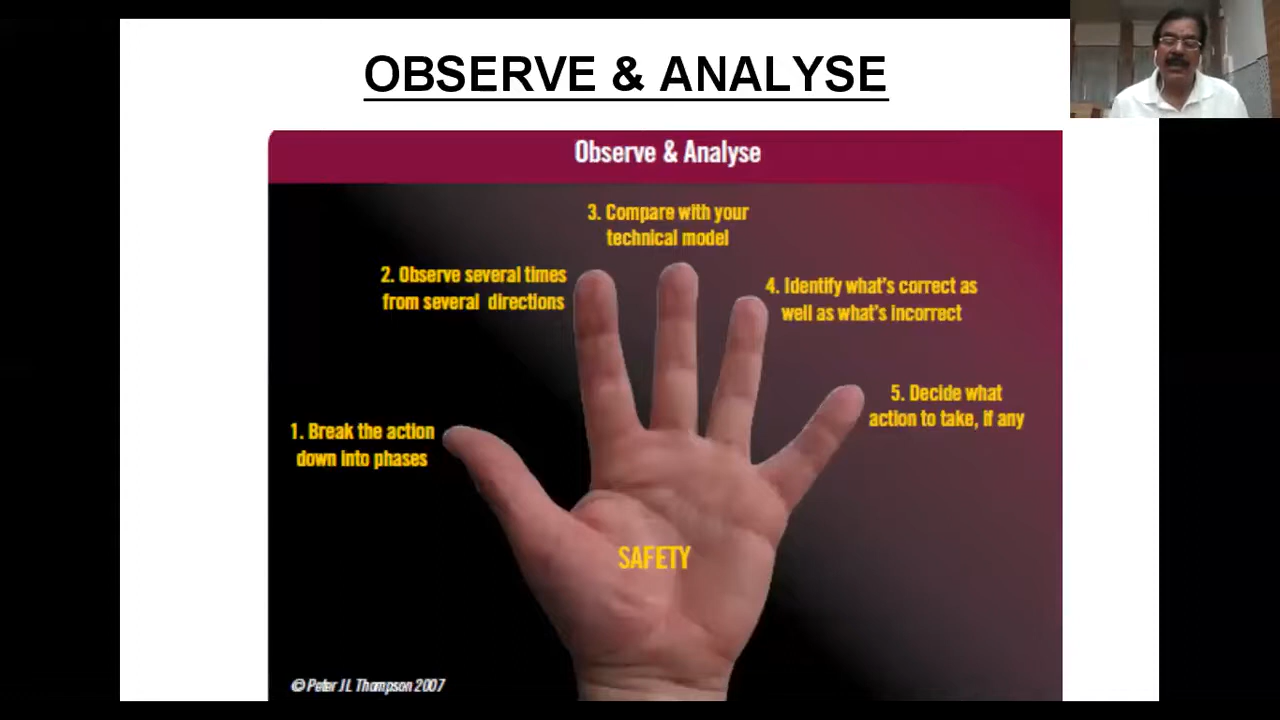 OBSERVE & ANALYSE
Observe & Analyse
3. Compare with your
technical model
2. Observe several times
from several directions
4. Identify what's correct as
well as what's incorrect
5. Decide what
action to take, if any
1. Break the action
down into phases
SAFETY
© Peter J L Thompson 2007